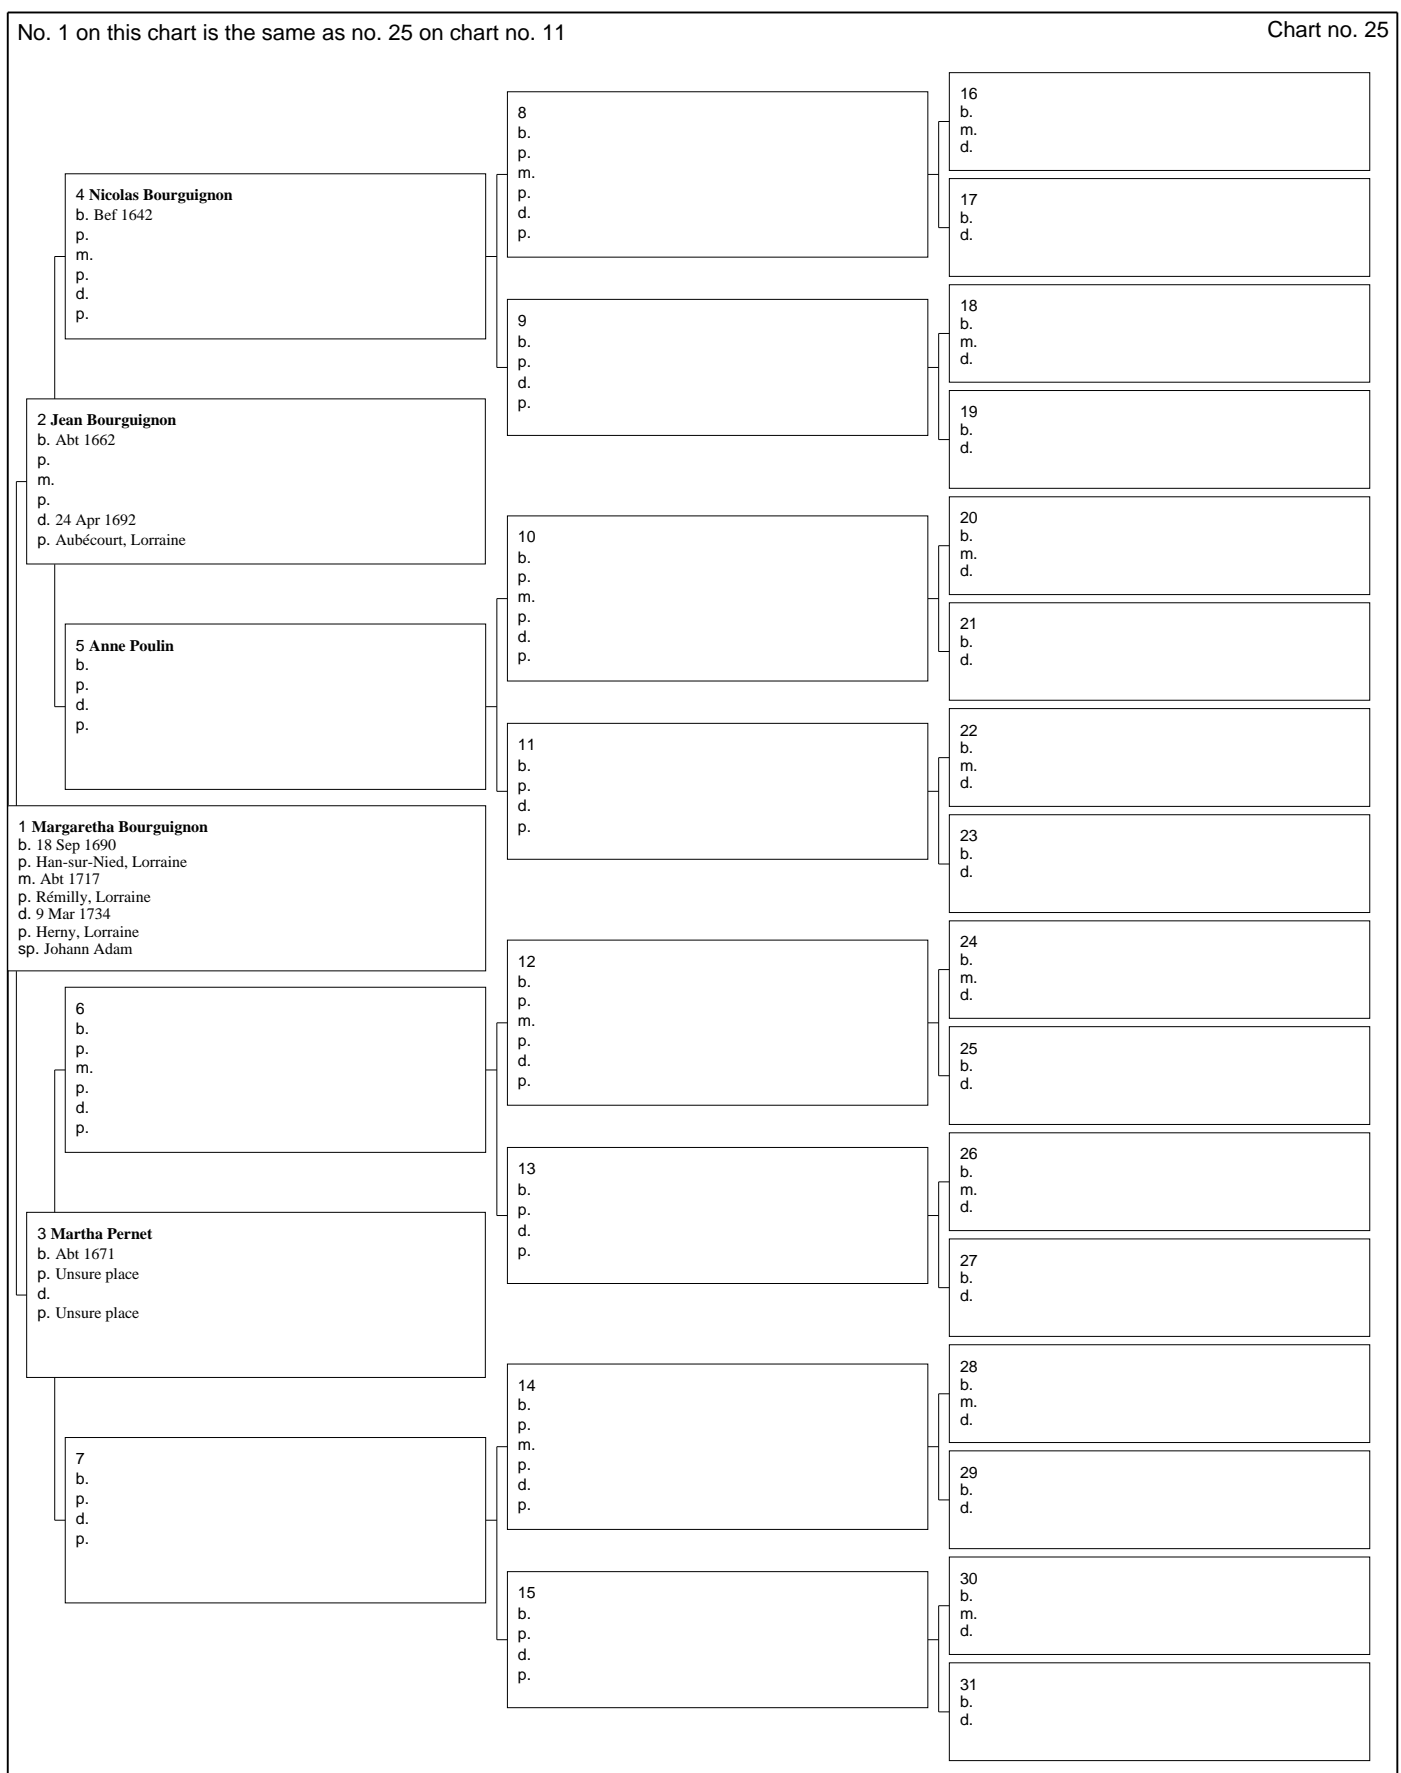 No. 1 on this chart is the same as no. 25 on chart no. 11
Chart no. 25
4 Nicolas Bourguignon
b. Bef 1642
p.
m.
p.
d.
p.
2 Jean Bourguignon
b. Abt 1662
p.
m.
p.
d. 24 Apr 1692
p. Aubécourt, Lorraine
5 Anne Poulin
b.
p.
d.
p.
1 Margaretha Bourguignon
b. 18 Sep 1690
p. Han-sur-Nied, Lorraine
m. Abt 1717
p. Rémilly, Lorraine
d. 9 Mar 1734
p. Herny, Lorraine
sp. Johann Adam
6
b.
p.
m.
p.
d.
p.
3 Martha Pernet
b. Abt 1671
p. Unsure place
d.
p. Unsure place
7
b.
p.
d.
p.
8
b.
p.
m.
p.
d.
p.
9
b.
p.
d.
p.
10
b.
p.
m.
p.
d.
p.
11
b.
p.
d.
p.
12
b.
p.
m.
p.
d.
p.
13
b.
p.
d.
p.
14
b.
p.
m.
p.
d.
p.
15
b.
p.
d.
p.
16
b.
m.
d.
17
b.
d.
18
b.
m.
d.
19
b.
d.
20
b.
m.
d.
21
b.
d.
22
b.
m.
d.
23
b.
d.
24
b.
m.
d.
25
b.
d.
26
b.
m.
d.
27
b.
d.
28
b.
m.
d.
29
b.
d.
30
b.
m.
d.
31
b.
d.